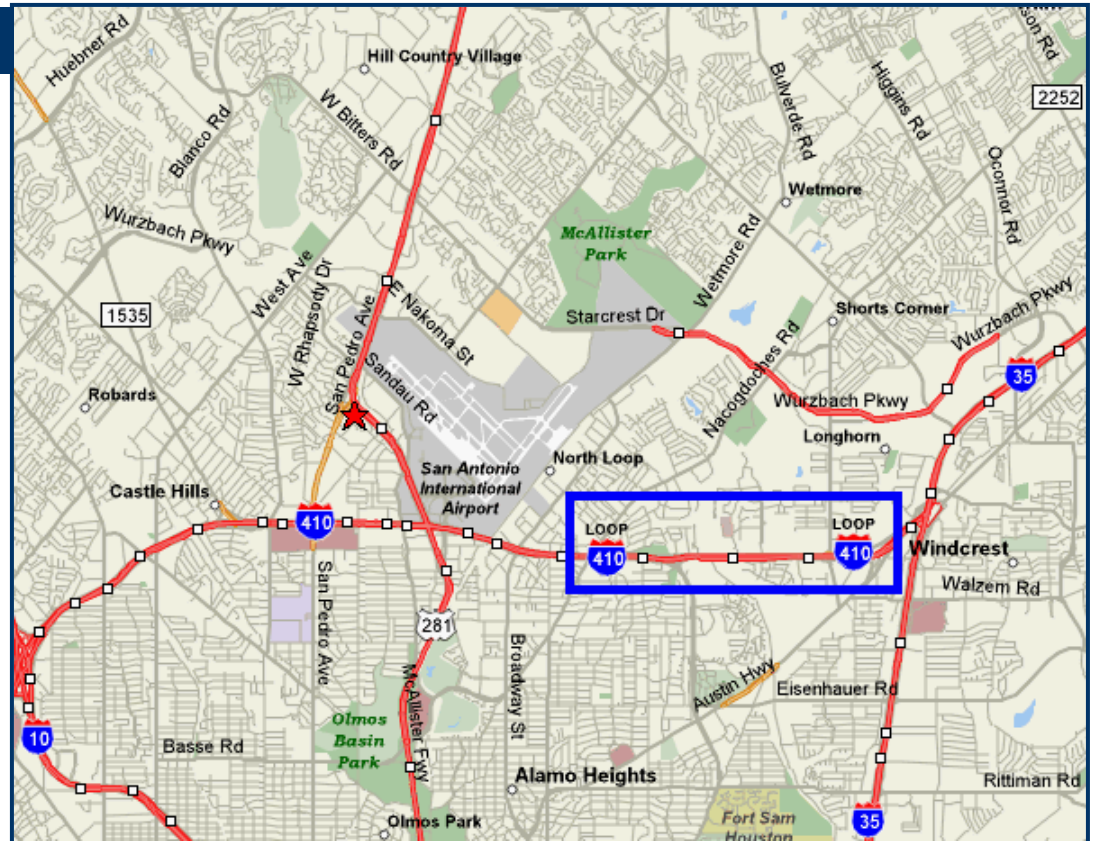 Huebner Rd
Hill Country Village
2252
Blanco Rd
W Bitters Rd
Bulverde Rd
Higgins Rd
Oconnor Rd
Wetmore
Wurzbach Pkwy
McAllister
Park
Wetmore Rd
West Ave
W Rhapsody Dr
San Pedro Ave
E Nakoma St
1535
Starcrest Dr
Shorts Corner
Wurzbach Pkwy
35
Sandau Rd
Nacogdoches Rd
Robards
Wurzbach Pkwy
Longhorn
North Loop
San Antonio
International
Airport
Castle Hills
410
LOOP
410
LOOP
410
Windcrest
Walzem Rd
San Pedro Ave
281
Broadway St
McAllister Fwy
Austin Hwy
Eisenhauer Rd
10
Basse Rd
Olmos
Basin
Park
Alamo Heights
Rittiman Rd
Olmos Park
Fort Sam
Houston
35